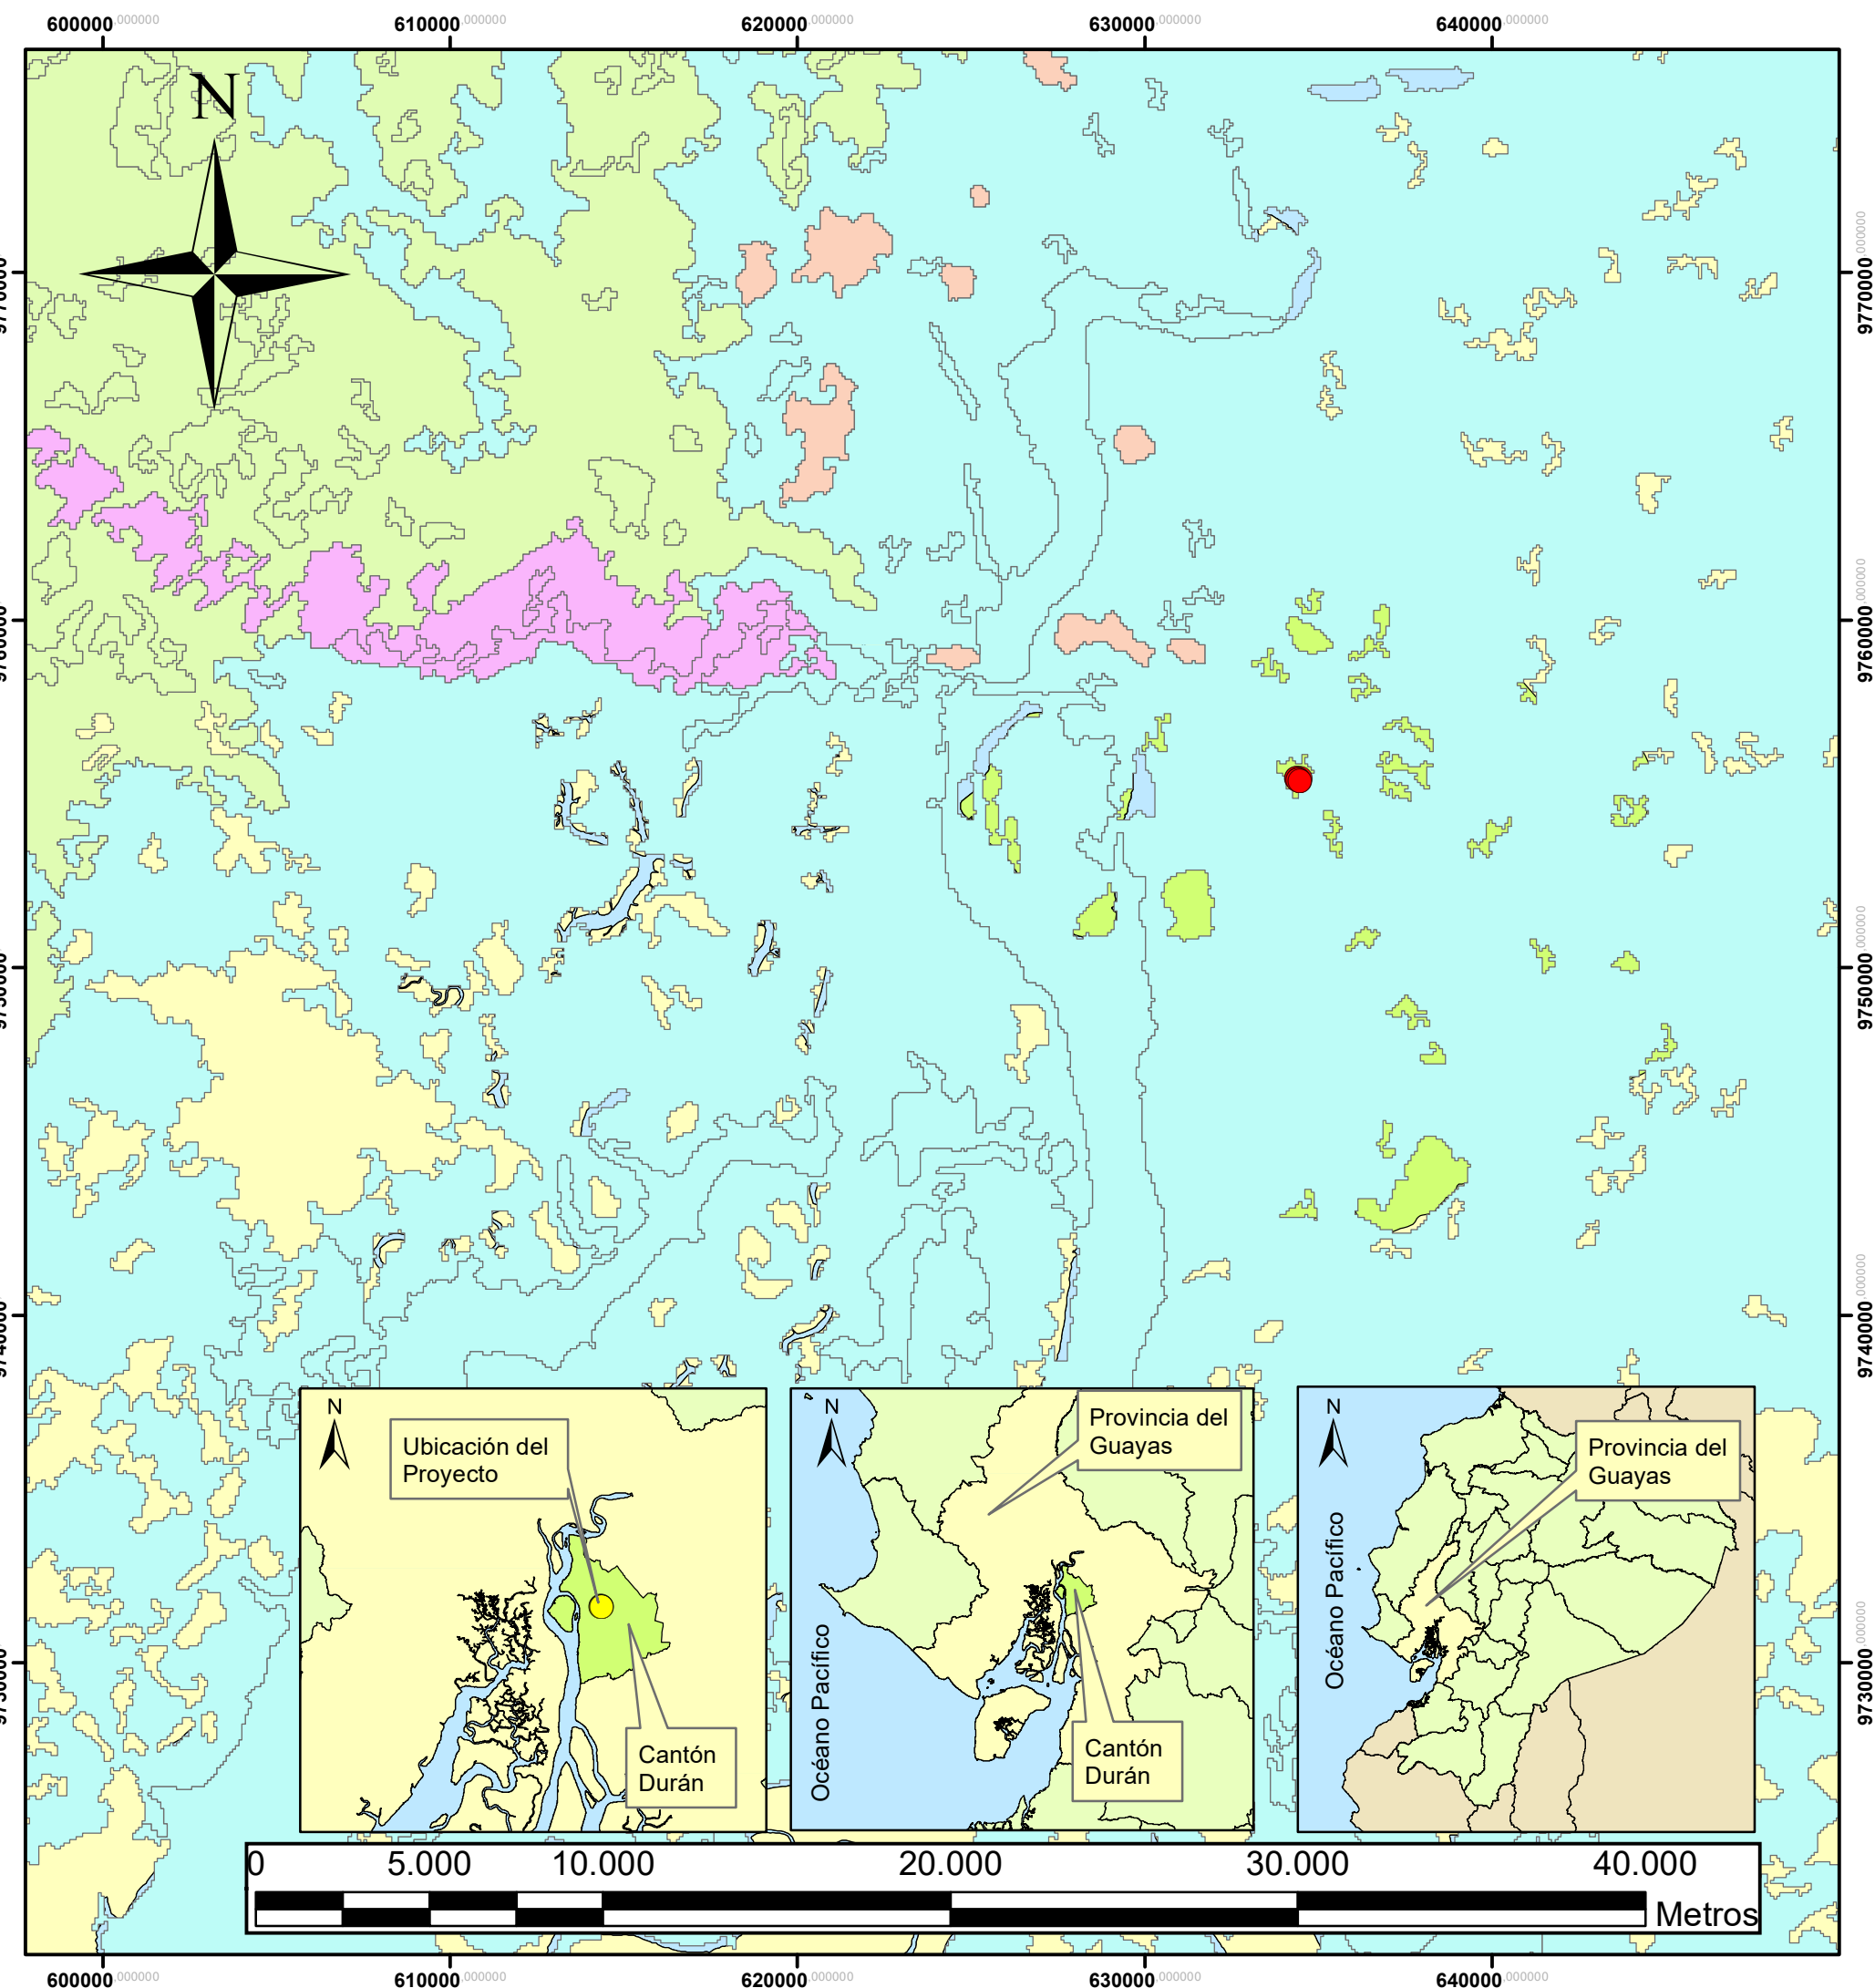 600000,000000 610000,000000 620000,000000 630000,000000 640000,000000
N
9770000,000000
9760000,000000
9750000,000000
9740000,000000
9730000,000000
N
Ubicación del
Proyecto
Cantón
Durán
N
Provincia del
Guayas
Océano Pacífico
Cantón
Durán
N
Provincia del
Guayas
Océano Pacífico
0 5.000 10.000 20.000 30.000 40.000
Metros
600000,000000 610000,000000 620000,000000 630000,000000 640000,000000